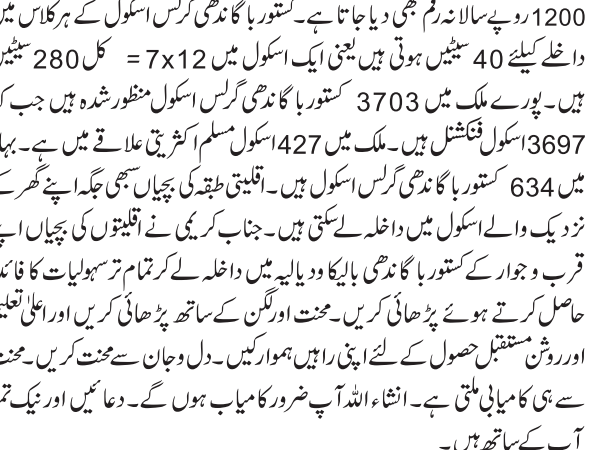 1200 روپے سالانہ رقم بھی دیا جاتا ہے۔ کستوربا گاندھی گرلس اسکول کے ہر کلاس میں
داخلے کیلئے 40 سیٹیں ہوتی ہیں یعنی ایک اسکول میں 7x12 = کل 280 سیٹیں
ہیں۔ پورے ملک میں 3703 کستوربا گاندھی گرلس اسکول منظور شدہ ہیں جب
3697 اسکول فنکشنل ہیں۔ ملک میں 427 اسکول مسلم اکثریتی علاقے میں ہے۔
میں 634 کستوربا گاندھی گرلس اسکول ہیں۔ اقلیتی طبقہ کی بچیاں سبھی جگہ اپنے گھر کے
نزدیک والے اسکول میں داخلہ لے سکتی ہیں۔ جناب کریمی نے اقلیتوں کی بچیاں
قرب و جوار کے کستوربا گاندھی بالیکا ودیالیہ میں داخلہ لے کر تمام تر سہولیات کا
حاصل کرتے ہوئے پڑھائی کریں۔ محنت اور لگن کے ساتھ پڑھائی کریں اور اعلیٰ
اور روشن مستقبل حصول کے لئے اپنی راہیں ہموار کیں۔ دل و جان سے محنت کریں۔ محنت
سے ہی کامیابی ملتی ہے۔ انشاء اللہ آپ ضرور کامیاب ہوں گے۔ دعائیں اور نیک
آپ کے ساتھ ہیں۔